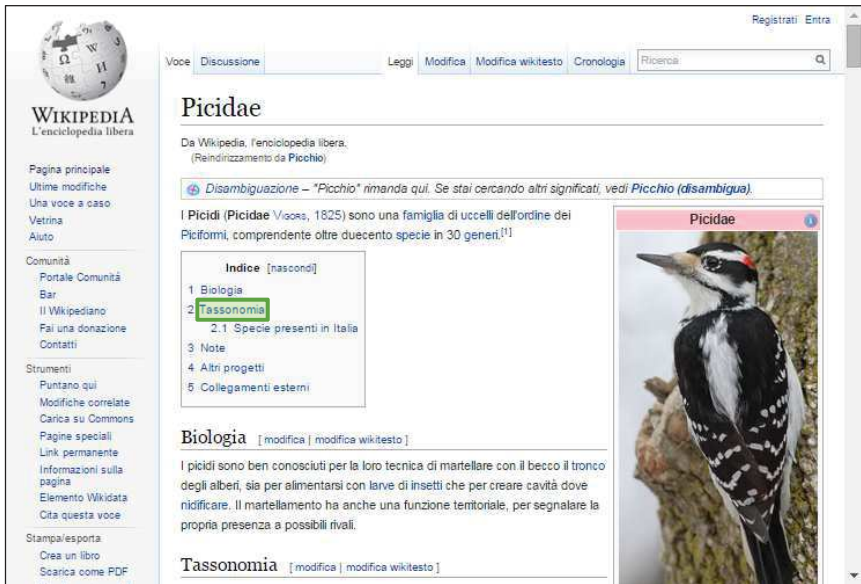 Registrati Entra
Voce Discussione Leggi Modifica Modifica wikitesto Cronologia Ricerca
WIKIPEDIA
L'enciclopedia libera
Pagina principale
Ultime modifiche
Una voce a caso
Vetrina
Aiuto
Comunità
Portale Comunità
Bar
Il Wikipediano
Fai una donazione
Contatti
Strumenti
Puntano qui
Modifiche correlate
Carica su Commons
Pagine speciali
Link permanente
Informazioni sulla
pagina
Elemento Wikidata
Cita questa voce
Stampa/esporta
Crea un libro
Scarica come PDF
Picidae
Da Wikipedia, l'enciclopedia libera.
(Reindirizzamento da Picchio)
Disambiguazione – "Picchio" rimanda qui. Se stai cercando altri significati, vedi Picchio (disambigua).
I Picidi (Picidae Vigors, 1825) sono una famiglia di uccelli dell'ordine dei
Piciformi, comprendente oltre duecento specie in 30 generi.[1]
Indice [nascondi]
1 Biologia
2 Tassonomia
2.1 Specie presenti in Italia
3 Note
4 Altri progetti
5 Collegamenti esterni
Picidae
Biologia [ modifica | modifica wikitesto ]
I picidi sono ben conosciuti per la loro tecnica di martellare con il becco il tronco
degli alberi, sia per alimentarsi con larve di insetti che per creare cavità dove
nidificare. Il martellamento ha anche una funzione territoriale, per segnalare la
propria presenza a possibili rivali.
Tassonomia [ modifica | modifica wikitesto ]